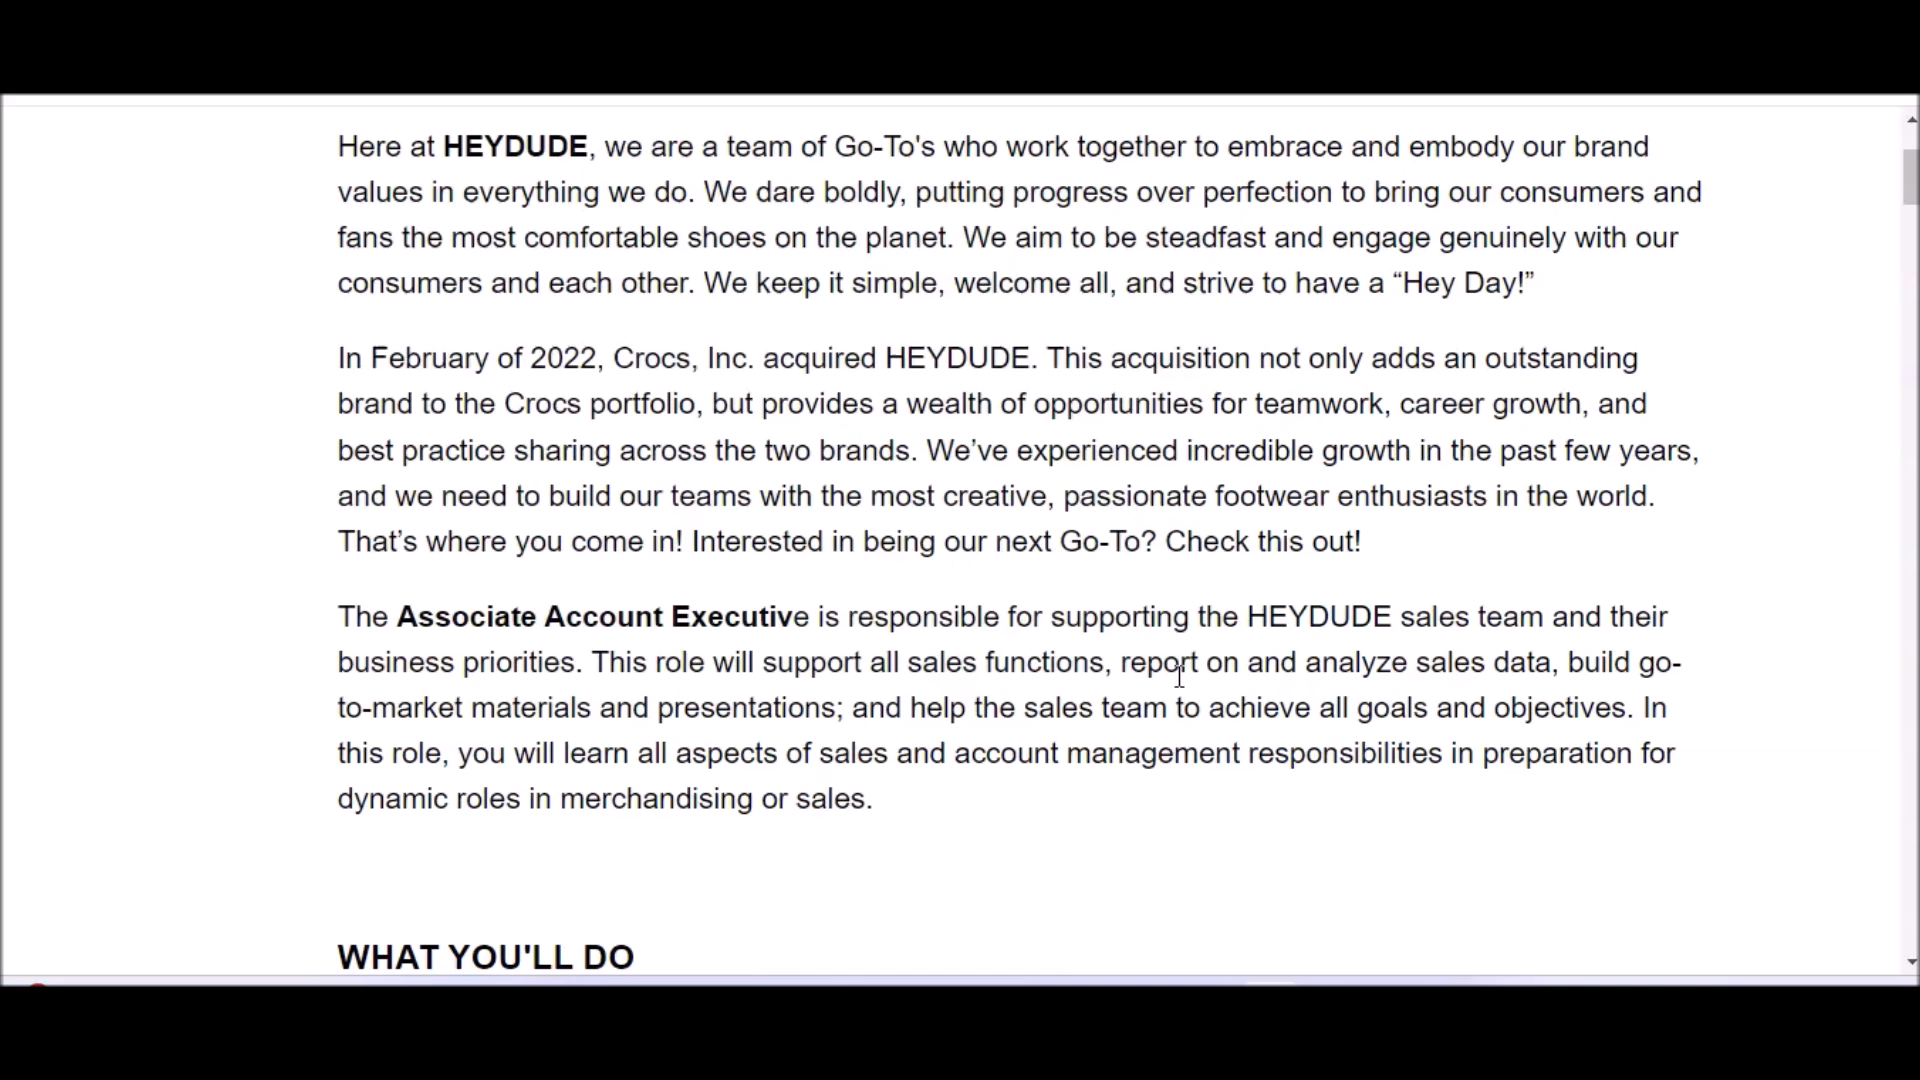 Here at HEYDUDE, we are a team of Go-To's who work together to embrace and embody our brand
values in everything we do. We dare boldly, putting progress over perfection to bring our consumers and
fans the most comfortable shoes on the planet. We aim to be steadfast and engage genuinely with our
consumers and each other. We keep it simple, welcome all, and strive to have a “Hey Day!”
In February of 2022, Crocs, Inc. acquired HEYDUDE. This acquisition not only adds an outstanding
brand to the Crocs portfolio, but provides a wealth of opportunities for teamwork, career growth, and
best practice sharing across the two brands. We’ve experienced incredible growth in the past few years,
and we need to build our teams with the most creative, passionate footwear enthusiasts in the world.
That’s where you come in! Interested in being our next Go-To? Check this out!
The Associate Account Executive is responsible for supporting the HEYDUDE sales team and their
business priorities. This role will support all sales functions, report on and analyze sales data, build go-
to-market materials and presentations; and help the sales team to achieve all goals and objectives. In
this role, you will learn all aspects of sales and account management responsibilities in preparation for
dynamic roles in merchandising or sales.
WHAT YOU'LL DO